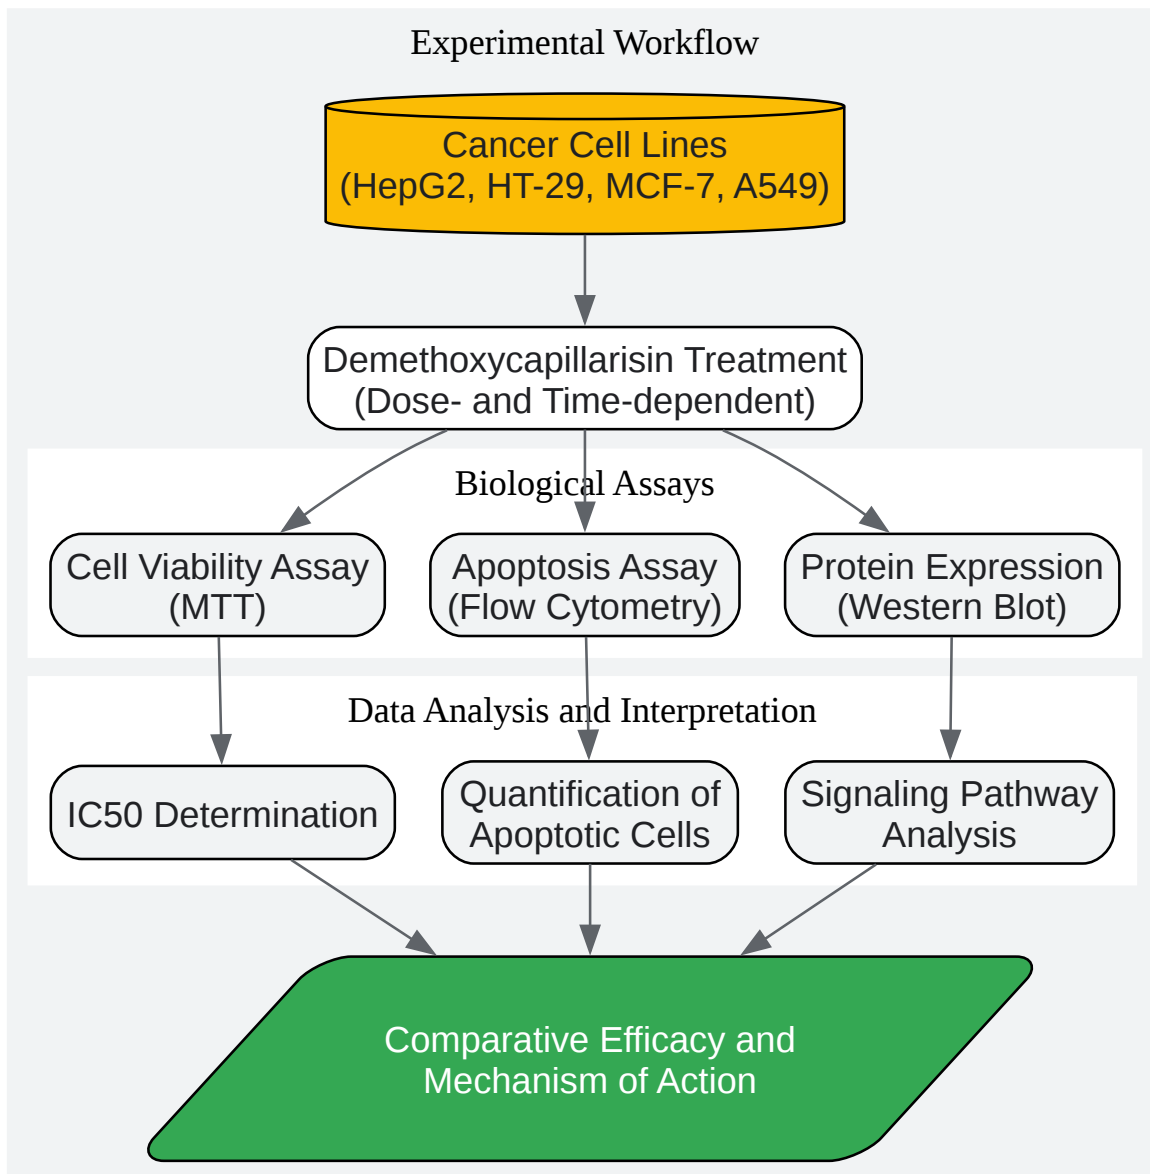 Experimental Workflow
Cancer Cell Lines
(HepG2, HT-29, MCF-7, A549)
Demethoxycapillarisin Treatment
(Dose- and Time-dependent)
Biological Assays
Cell Viability Assay
(MTT)
Apoptosis Assay
(Flow Cytometry)
Protein Expression
(Western Blot)
Data Analysis and Interpretation
IC50 Determination
Quantification of
Apoptotic Cells
Signaling Pathway
Analysis
Comparative Efficacy and
Mechanism of Action